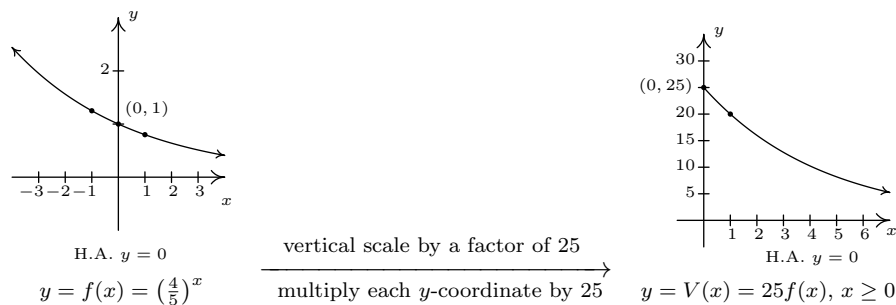 y
2
(0, 1)
−3 −2 −1 1 2 3
x
H.A. y = 0
y = f(x) = (4/5)^x
vertical scale by a factor of 25
multiply each y-coordinate by 25
y
30
(0, 25)
20
15
10
5
1 2 3 4 5 6
x
H.A. y = 0
y = V(x) = 25f(x), x ≥ 0